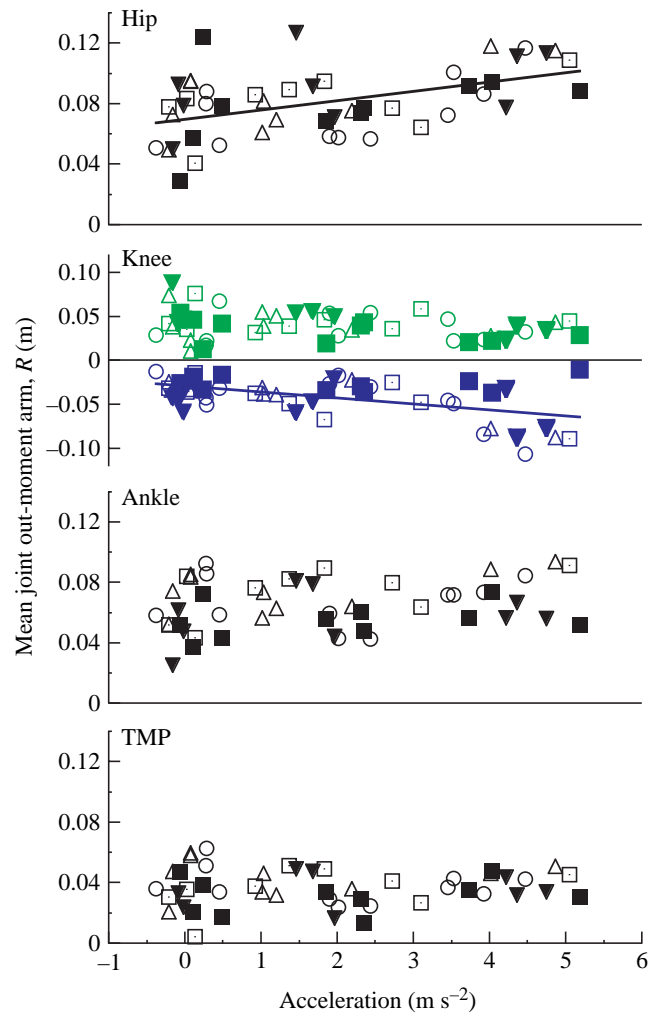 Hip
0.12
0.08
0.04
0
Knee
0.10
0.05
0
−0.05
−0.10
Mean joint out-moment arm, R (m)
Ankle
0.12
0.08
0.04
0
TMP
0.12
0.08
0.04
0
−1 0 1 2 3 4 5 6
Acceleration (m s−2)